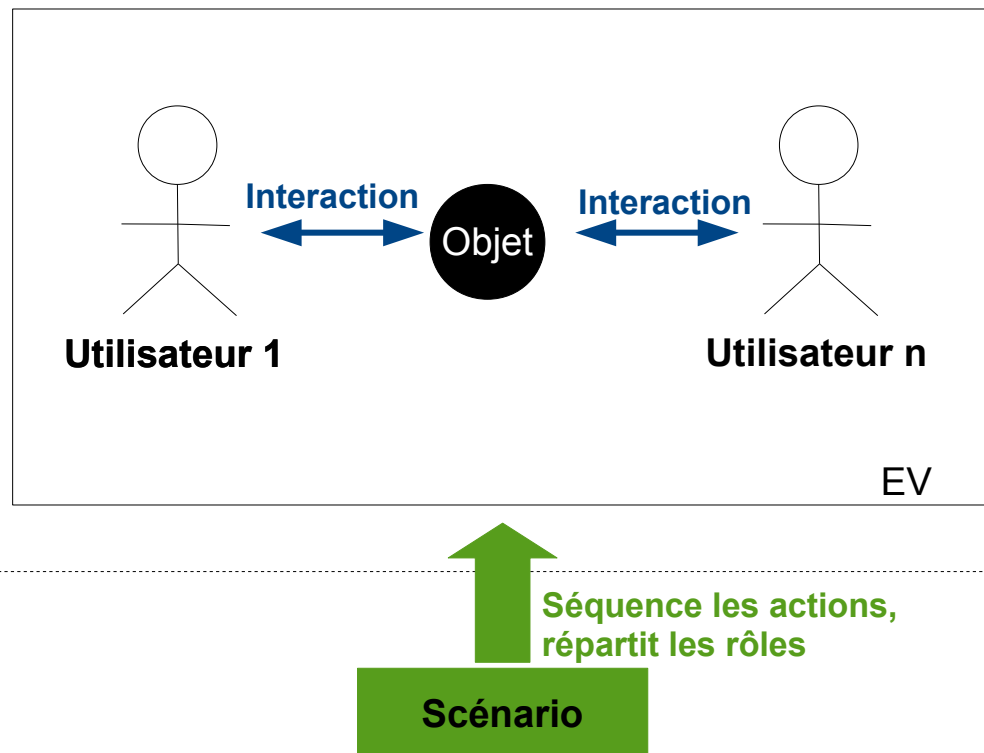 Interaction
Interaction
Objet
Utilisateur 1
Utilisateur n
EV
Séquence les actions,
répartit les rôles
Scénario